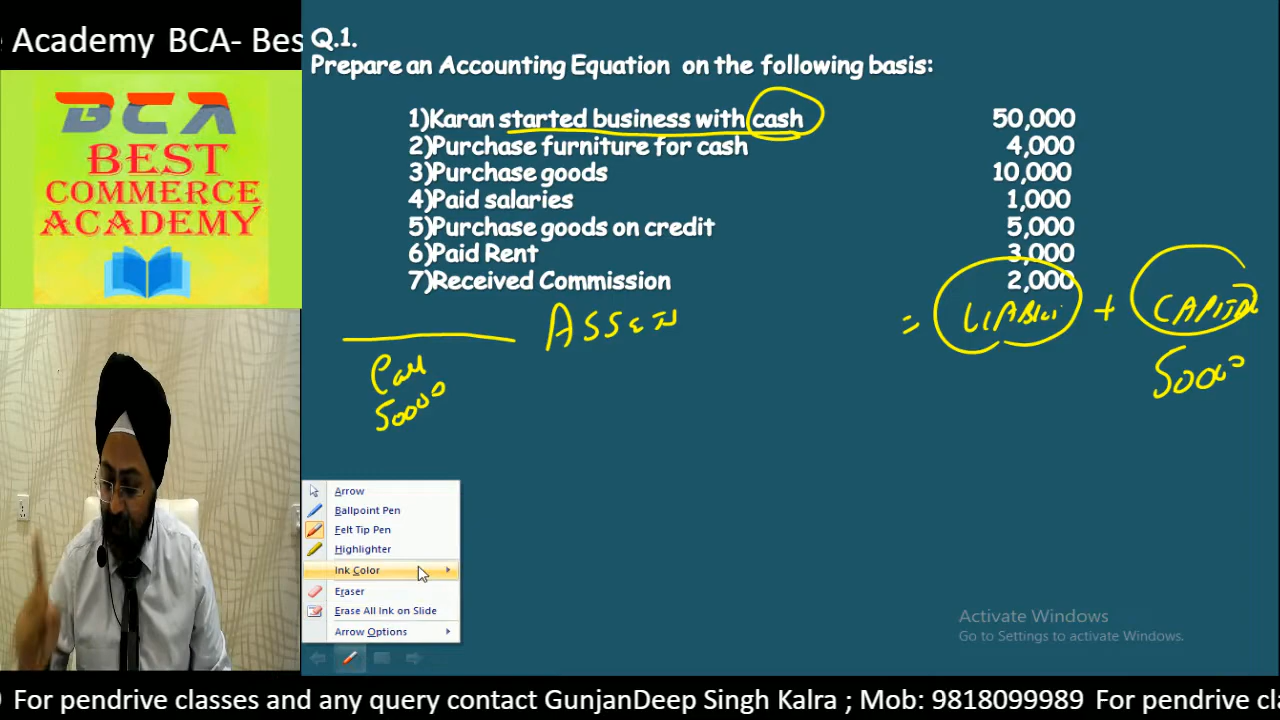 Academy BCA- Bes
BCA
BEST
COMMERCE
ACADEMY
Q.1.
Prepare an Accounting Equation on the following basis:
1)Karan started business with cash 50,000
2)Purchase furniture for cash 4,000
3)Purchase goods 10,000
4)Paid salaries 1,000
5)Purchase goods on credit 5,000
6)Paid Rent 3,000
7)Received Commission 2,000
= + CAPITAL
50000
50000
Arrow
Ballpoint Pen
Felt Tip Pen
Highlighter
Ink Color
Eraser
Erase All Ink on Slide
Arrow Options
Activate Windows
Go to Settings to activate Windows.
For pendrive classes and any query contact GunjanDeep Singh Kalra ; Mob: 9818099989 For pendrive cla